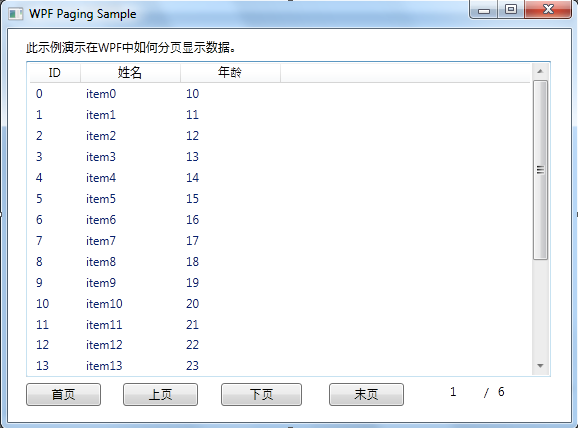 WPF Paging Sample
此示例演示在WPF中如何分页显示数据。
ID 姓名 年龄
0 item0 10
1 item1 11
2 item2 12
3 item3 13
4 item4 14
5 item5 15
6 item6 16
7 item7 17
8 item8 18
9 item9 19
10 item10 20
11 item11 21
12 item12 22
13 item13 23
首页 上页 下页 末页 1 / 6